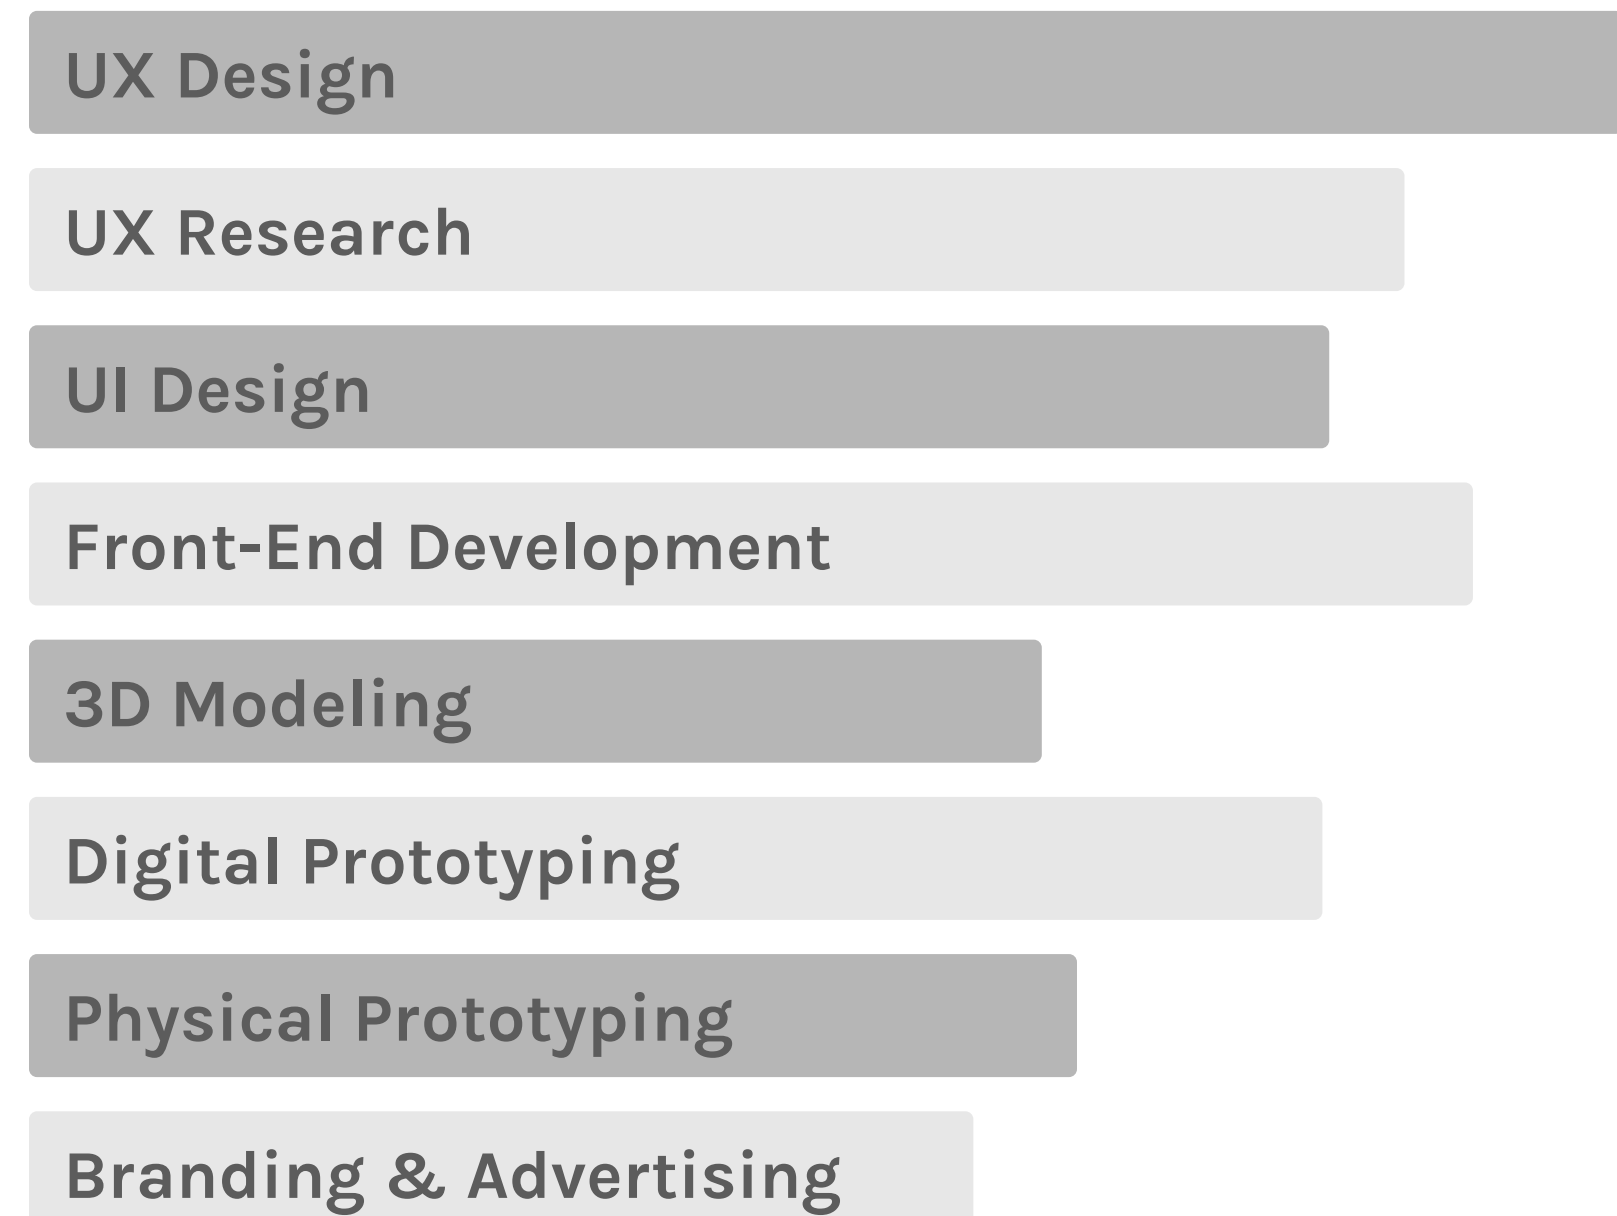 UX Design
UX Research
UI Design
Front-End Development
3D Modeling
Digital Prototyping
Physical Prototyping
Branding & Advertising